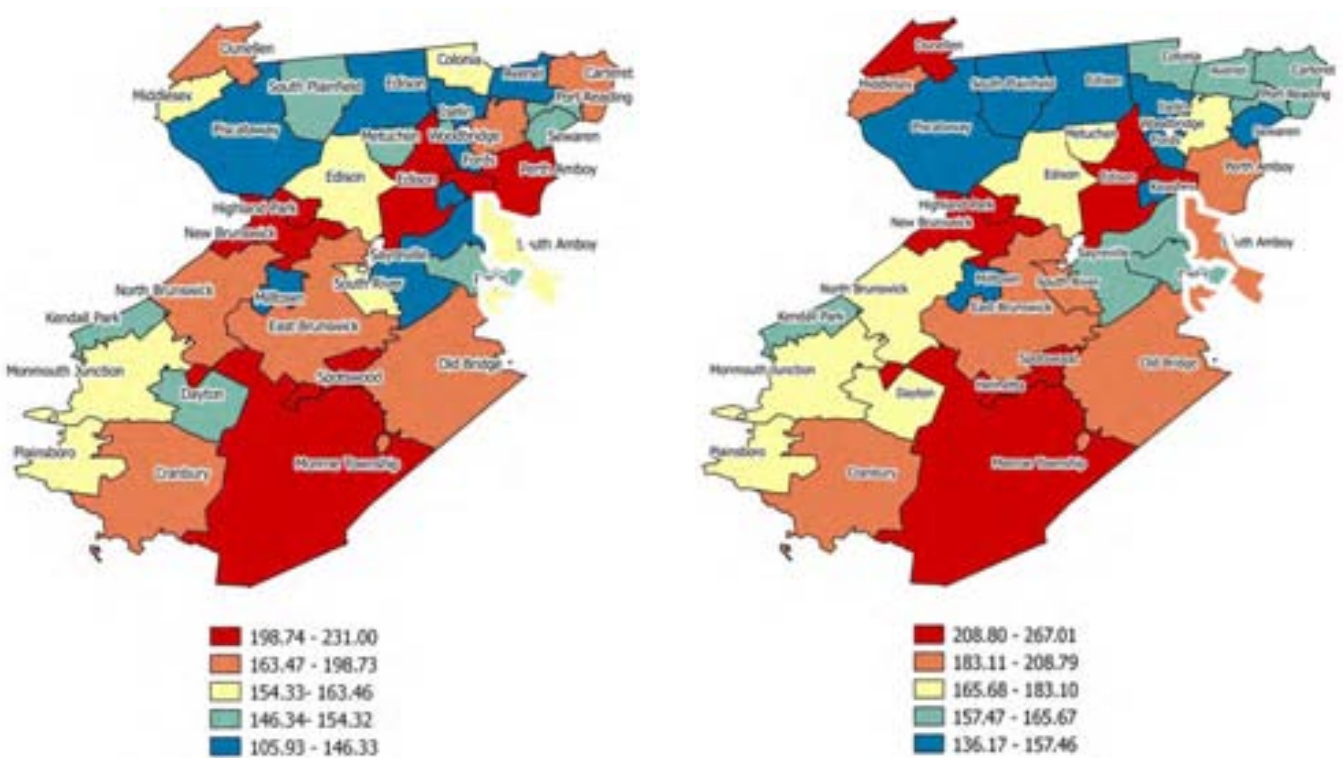 Dunellen
Colonia
Middlesex
South Plainfield
Edison
Avenel
Carteret
Port Reading
Piscataway
Iselin
Metuchen
Woodbridge
Sewaren
Fords
Edison
Edison
Perth Amboy
Highland Park
New Brunswick
Sayreville
South River
Milltown
North Brunswick
Kendall Park
East Brunswick
Old Bridge
Monmouth Junction
Spotswood
Dayton
Plainsboro
Cranbury
Monroe Township
198.74 - 231.00
163.47 - 198.73
154.33- 163.46
146.34- 154.32
105.93 - 146.33
Dunellen
Colonia
Middlesex
South Plainfield
Edison
Avenel
Carteret
Port Reading
Piscataway
Iselin
Woodbridge
Sewaren
Metuchen
Fords
Edison
Edison
Perth Amboy
Keasbey
Highland Park
New Brunswick
uth Amboy
Sayreville
Milltown
South River
North Brunswick
East Brunswick
Kendall Park
Old Bridge
Monmouth Junction
Spotswood
Helmetta
Dayton
Plainsboro
Cranbury
Monroe Township
208.80 - 267.01
183.11 - 208.79
165.68 - 183.10
157.47 - 165.67
136.17 - 157.46